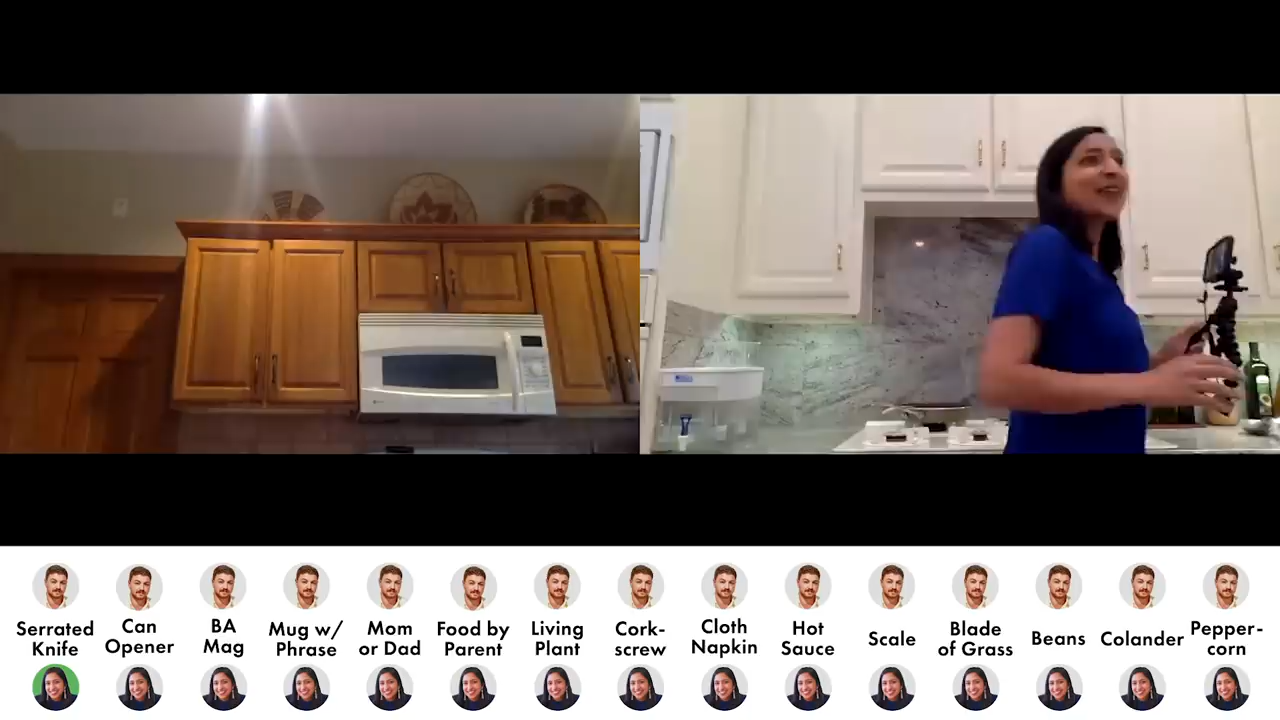 Serrated
Knife
Can
Opener
BA
Mag
Mug w/
Phrase
Mom
or Dad
Food by
Parent
Living
Plant
Cork-
screw
Cloth
Napkin
Hot
Sauce
Scale
Blade
of Grass
Beans
Colander
Pepper-
corn